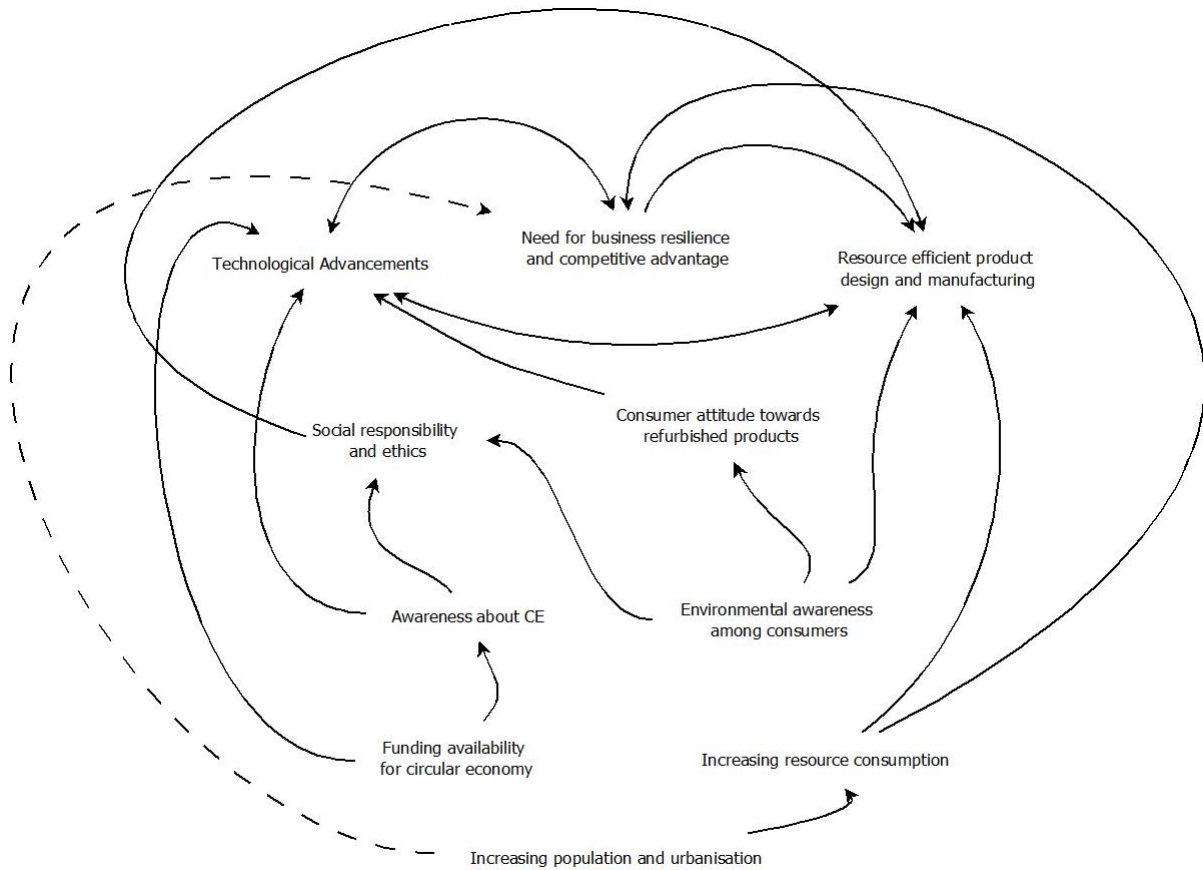 Need for business resilience
and competitive advantage
Technological Advancements
Resource efficient product
design and manufacturing
Social responsibility
and ethics
Consumer attitude towards
refurbished products
Awareness about CE
Environmental awareness
among consumers
Funding availability
for circular economy
Increasing resource consumption
Increasing population and urbanisation